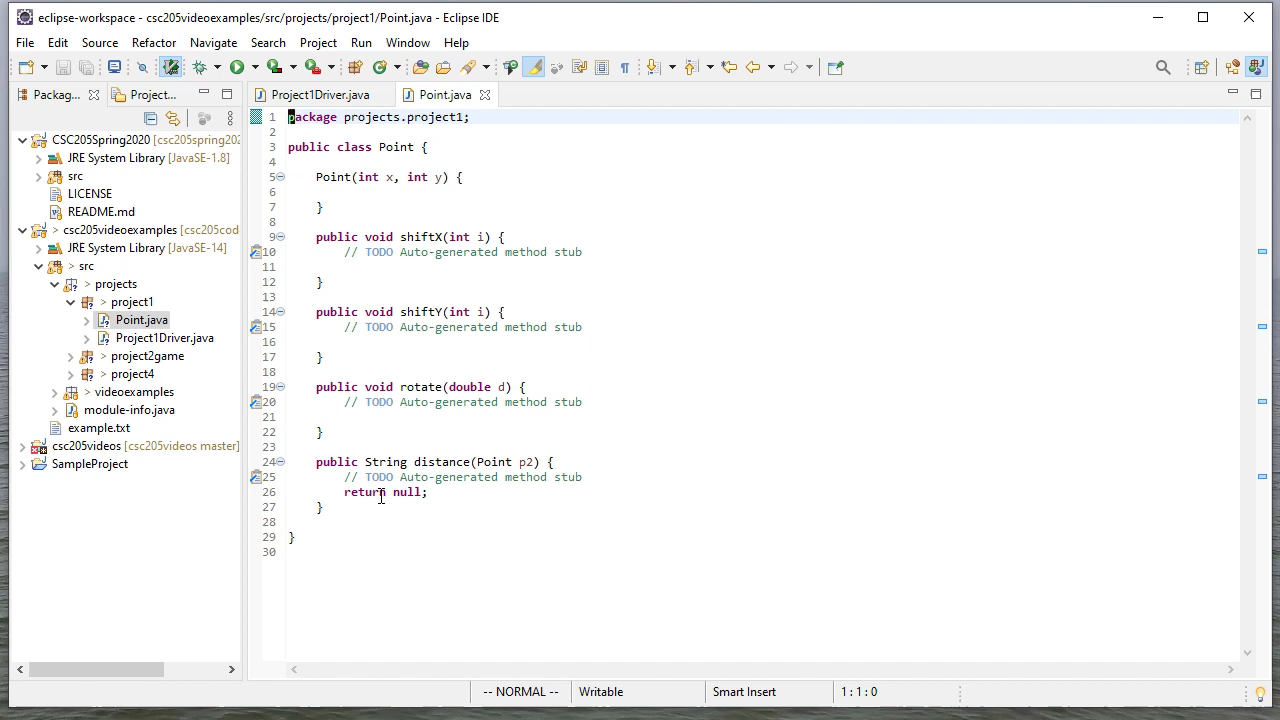 eclipse-workspace - csc205videoexamples/src/projects/project1/Point.java - Eclipse IDE
File Edit Source Refactor Navigate Search Project Run Window Help
Packag... Project... Project1Driver.java Point.java
CSC205Spring2020 [csc205spring202
JRE System Library [JavaSE-1.8]
src
LICENSE
README.md
> csc205videoexamples [csc205cod
JRE System Library [JavaSE-14]
> src
> projects
> project1
Point.java
> Project1Driver.java
> project2game
> project4
> videoexamples
module-info.java
example.txt
csc205videos [csc205videos master]
SampleProject
1 package projects.project1;
2
3 public class Point {
4
5 Point(int x, int y) {
6
7 }
8
9 public void shiftX(int i) {
10 // TODO Auto-generated method stub
11
12 }
13
14 public void shiftY(int i) {
15 // TODO Auto-generated method stub
16
17 }
18
19 public void rotate(double d) {
20 // TODO Auto-generated method stub
21
22 }
23
24 public String distance(Point p2) {
25 // TODO Auto-generated method stub
26 return null;
27 }
28
29 }
30
-- NORMAL -- Writable Smart Insert 1 : 1 : 0